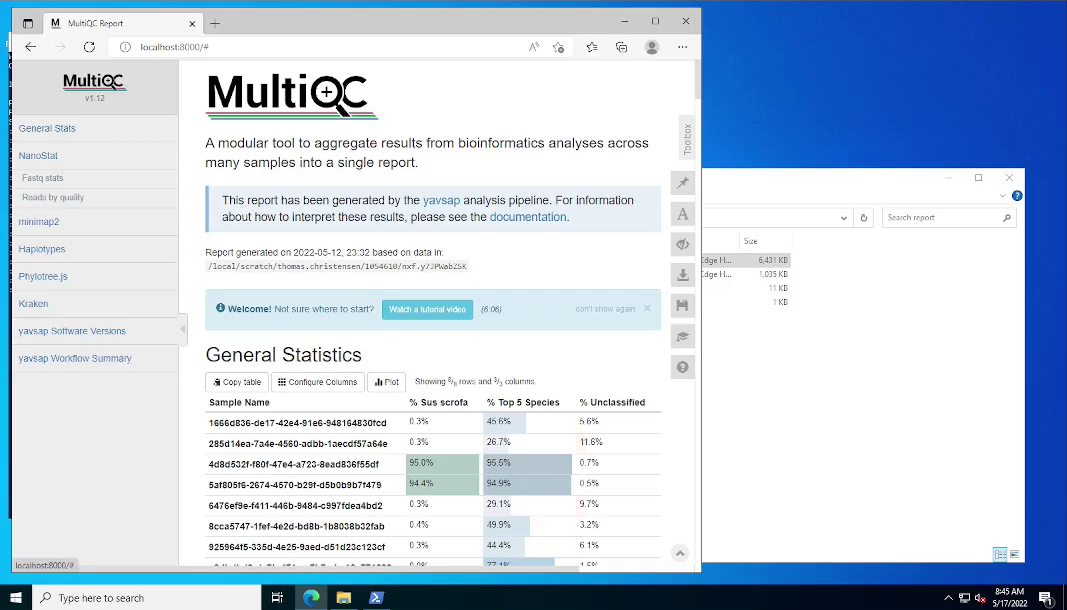 MultiQC Report
localhost:8000/#
MultiQC
v1.12
General Stats
NanoStat
Fastq stats
Reads by quality
minimap2
Haplotypes
Phylotree.js
Kraken
yavsap Software Versions
yavsap Workflow Summary
MultiQC
A modular tool to aggregate results from bioinformatics analyses across
many samples into a single report.
This report has been generated by the yavsap analysis pipeline. For information
about how to interpret these results, please see the documentation.
Report generated on 2022-05-12, 23:32 based on data in:
/local/scratch/thomas.christensen/1054610/nxf.y7JPWabZSK
Welcome! Not sure where to start? Watch a tutorial video (6:06) don't show again
General Statistics
Copy table Configure Columns Plot Showing 8/8 rows and 3/3 columns.
Sample Name % Sus scrofa % Top 5 Species % Unclassified
1666d836-de17-42e4-91e6-948164830fcd 0.3% 45.6% 5.6%
285d14ea-7a4e-4560-adbb-1aecdf57a64e 0.3% 26.7% 11.6%
4d8d532f-f80f-47e4-a723-8ead836f55df 95.0% 95.5% 0.7%
5af805f6-2674-4570-b29f-d5b0b9b7f479 94.4% 94.9% 0.5%
6476ef9e-f411-446b-9484-c997fdea4bd2 0.3% 29.1% 9.7%
8cca5747-1fef-4e2d-bd8b-1b8038b32fab 0.4% 49.9% 3.2%
925964f5-335d-4e25-9aed-d51d23c123cf 0.3% 44.4% 6.1%
localhost:8000/#
Toolbox
Search report
Size
Edge H... 6,431 KB
Edge H... 1,035 KB
11 KB
1 KB
Type here to search
8:45 AM
5/17/2022
1